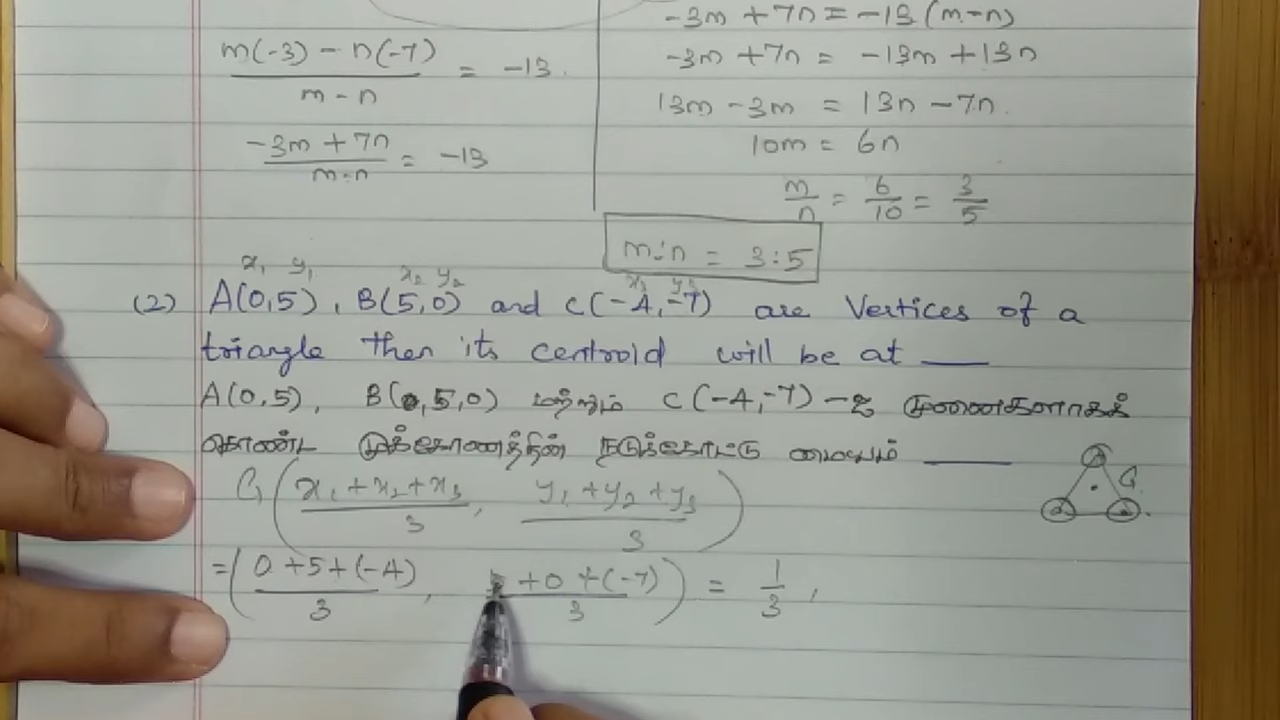 m(-3) - n(-7) / m - n = -13.
-3m + 7n / m-n = -13
-3m + 7n = -13 (m-n)
-3m + 7n = -13m + 13n
13m - 3m = 13n - 7n.
10m = 6n
m/n = 6/10 = 3/5
m:n = 3:5
x₁ y₁ x₂ y₂ x₃ y₃
(2) A(0,5), B(5,0) and C(-4,-7) are Vertices of a
triangle then its centroid will be at ___
A(0,5), B(0,5,0) மற்றும் C(-4,-7) -ஐ முனைகளாகக்
கொண்ட முக்கோணத்தின் நடுக்கோட்டு மையம் ___
G (x₁+x₂+x₃ / 3, y₁+y₂+y₃ / 3)
G
= (0+5+(-4) / 3, +0+(-7) / 3) = 1/3,